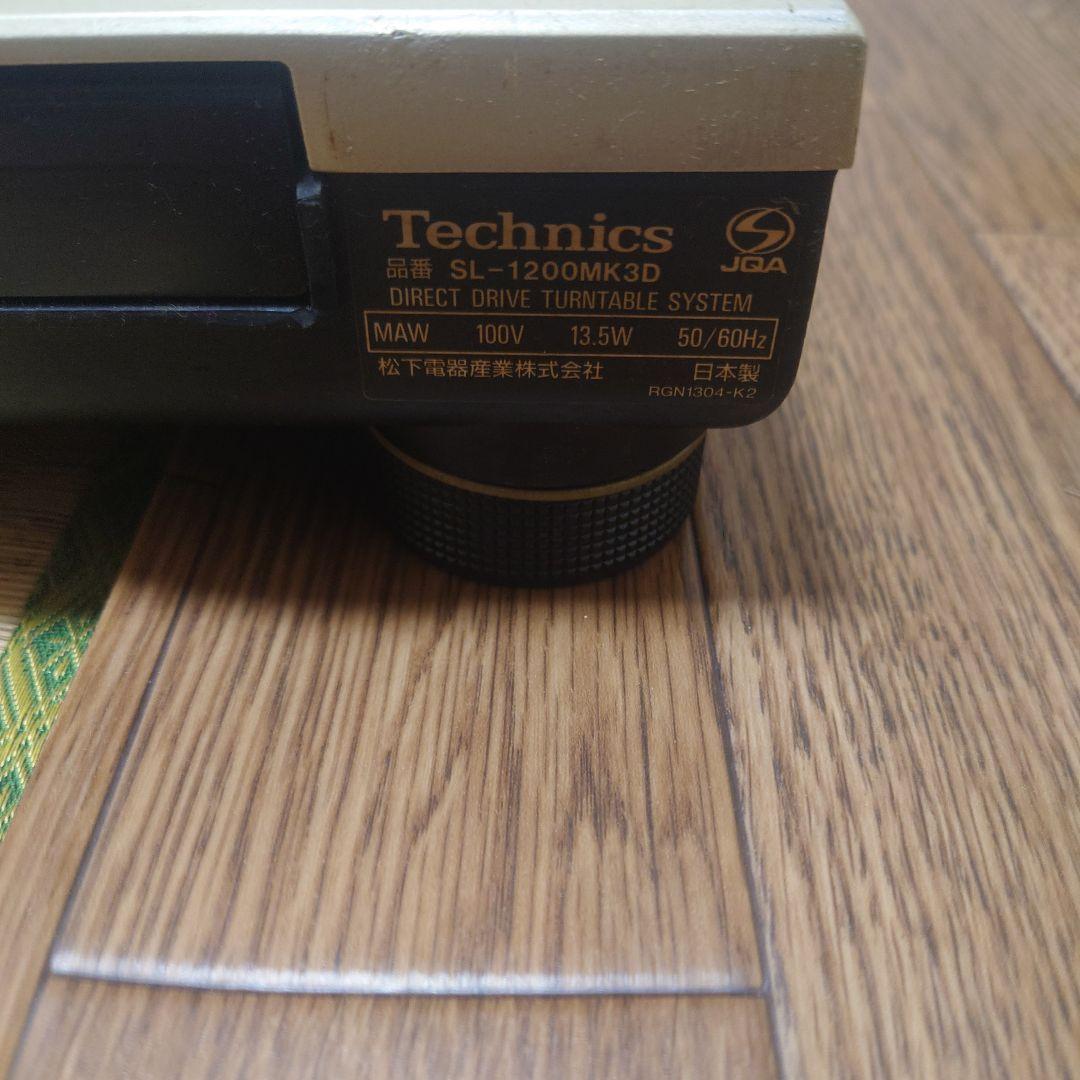 Technics
JQA
品番 SL-1200MK3D
DIRECT DRIVE TURNTABLE SYSTEM
MAW 100V 13.5W 50/60Hz
松下電器産業株式会社 日本製
RGN1304-K2